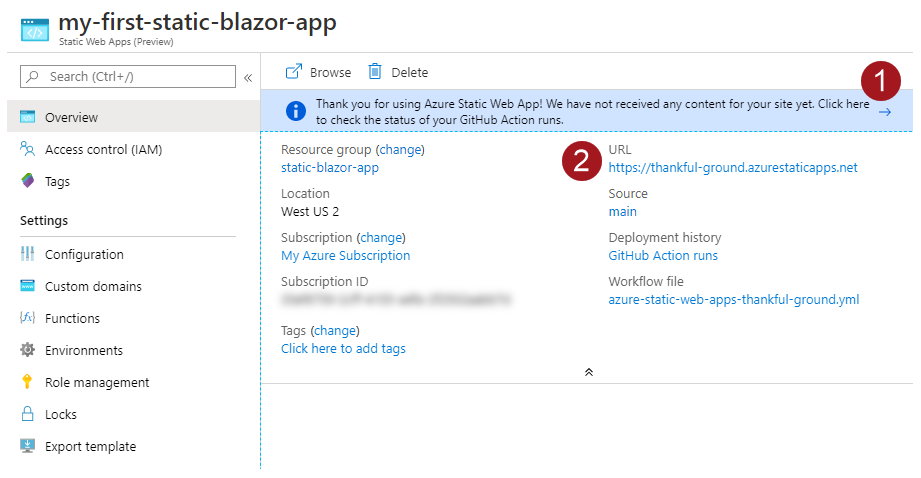 my-first-static-blazor-app
Static Web Apps (Preview)
Search (Ctrl+/)
«
Overview
Access control (IAM)
Tags
Settings
Configuration
Custom domains
Functions
Environments
Role management
Locks
Export template
Browse
Delete
1
Thank you for using Azure Static Web App! We have not received any content for your site yet. Click here
to check the status of your GitHub Action runs.
Resource group (change)
static-blazor-app
Location
West US 2
Subscription (change)
My Azure Subscription
Subscription ID
Tags (change)
Click here to add tags
2
URL
https://thankful-ground.azurestaticapps.net
Source
main
Deployment history
GitHub Action runs
Workflow file
azure-static-web-apps-thankful-ground.yml